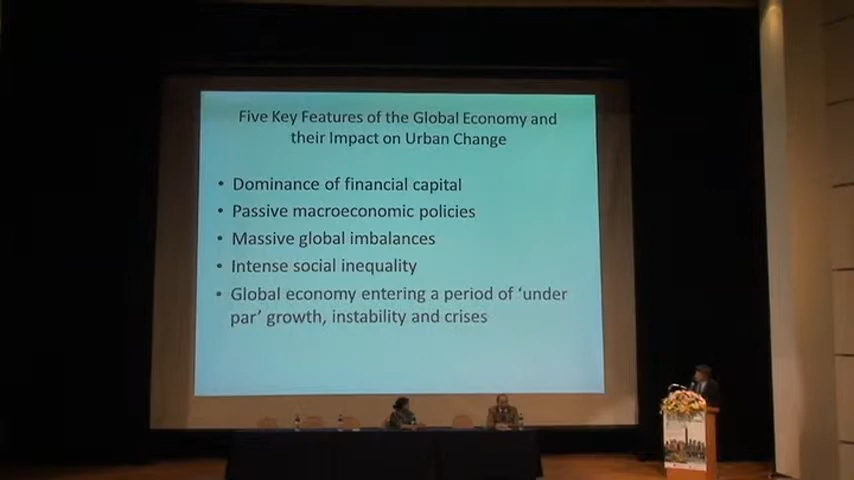 Five Key Features of the Global Economy and
their Impact on Urban Change
• Dominance of financial capital
• Passive macroeconomic policies
• Massive global imbalances
• Intense social inequality
• Global economy entering a period of ‘under
par’ growth, instability and crises